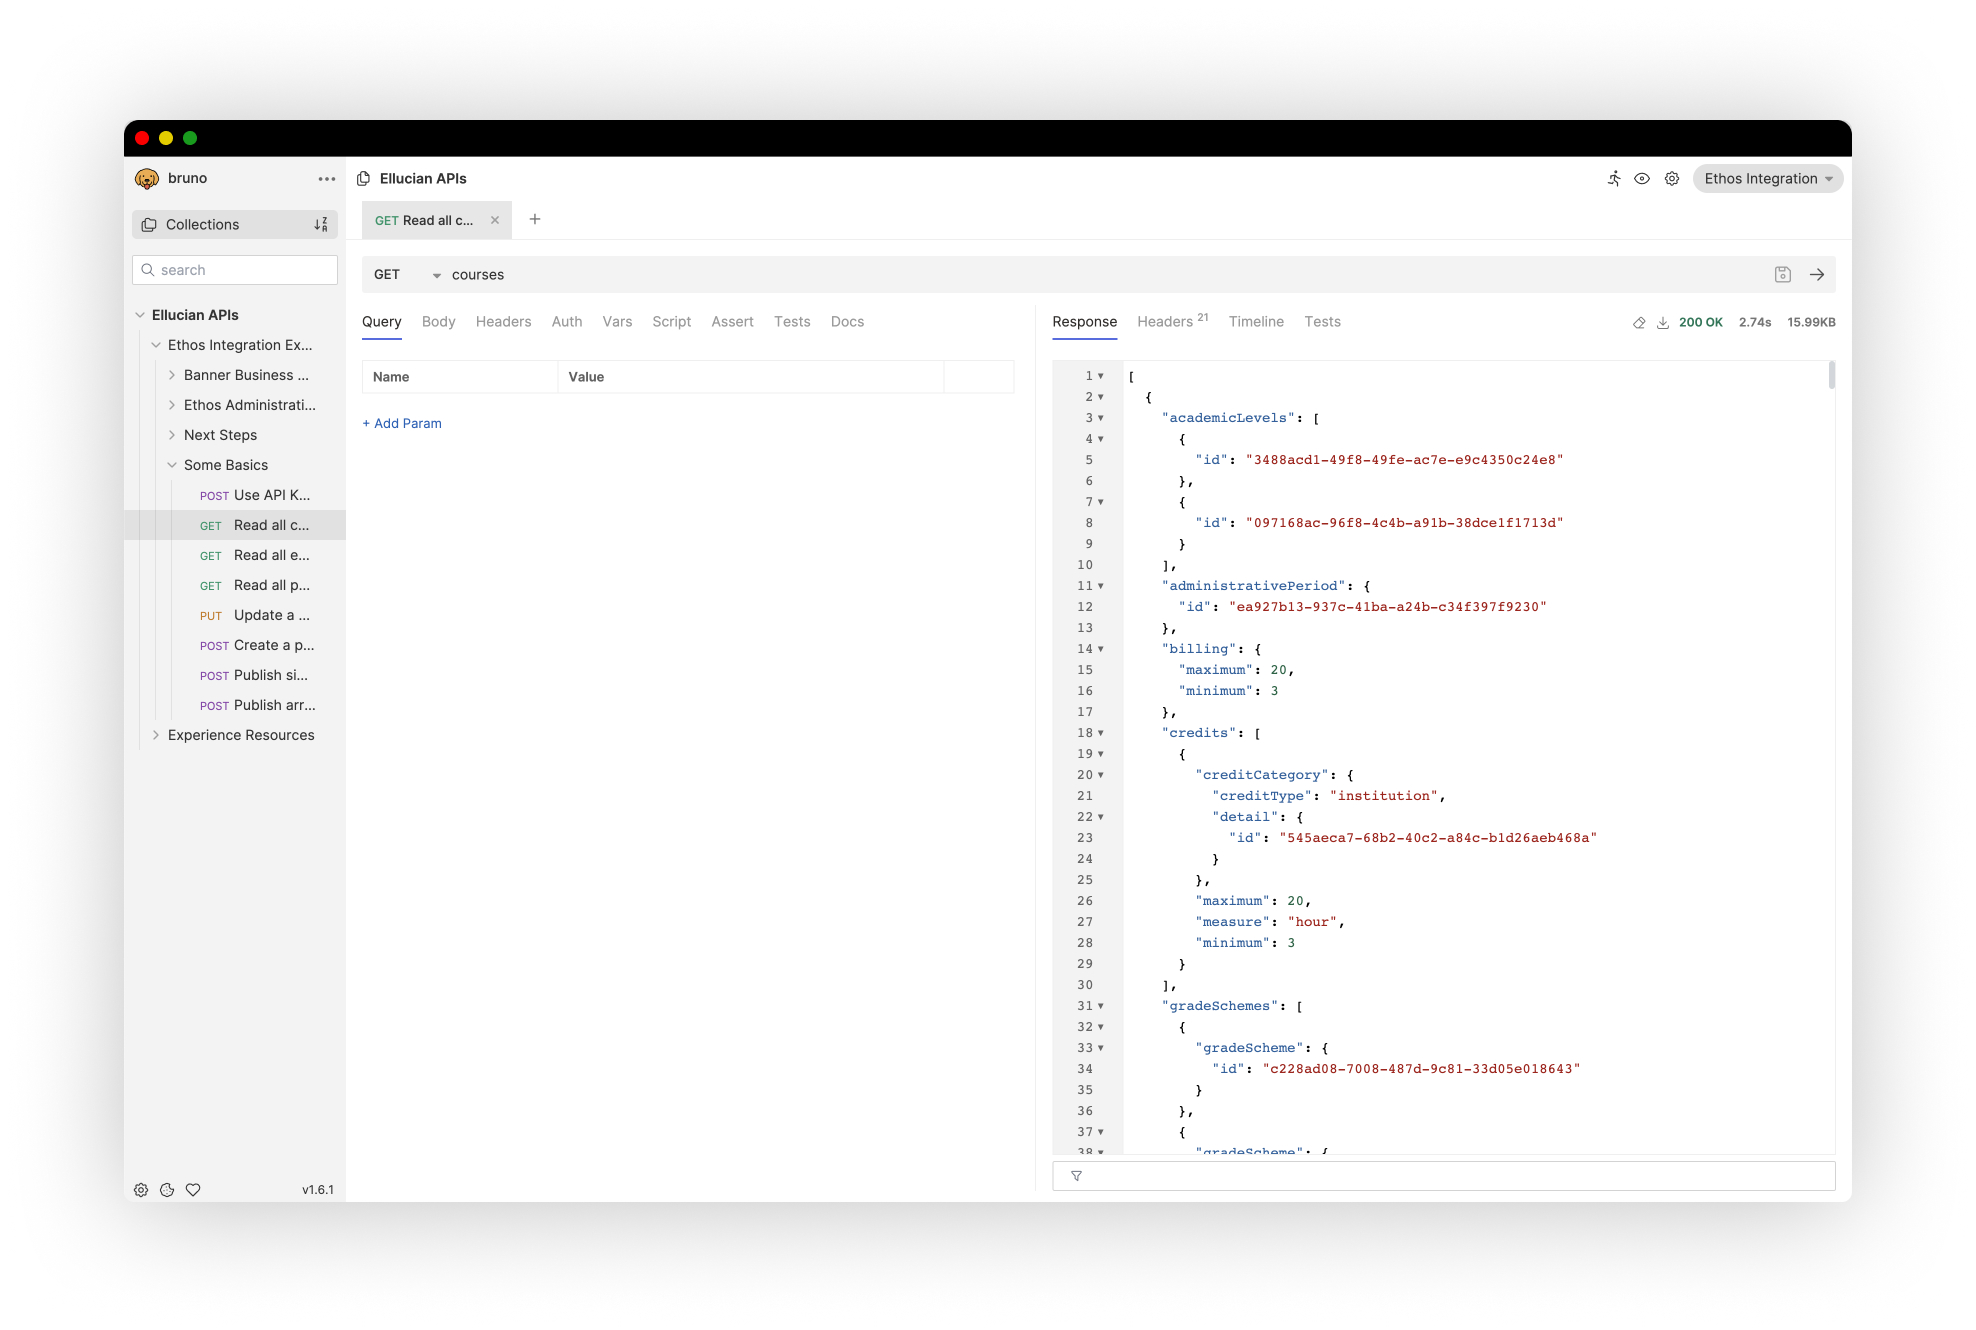 bruno
Collections
search
Ellucian APIs
Ethos Integration Ex...
Banner Business ...
Ethos Administrati...
Next Steps
Some Basics
POST Use API K...
GET Read all c...
GET Read all e...
GET Read all p...
PUT Update a ...
POST Create a p...
POST Publish si...
POST Publish arr...
Experience Resources
v1.6.1
Ellucian APIs
Ethos Integration
GET Read all c...
GET courses
Query Body Headers Auth Vars Script Assert Tests Docs
Name Value
+ Add Param
Response Headers 21 Timeline Tests 200 OK 2.74s 15.99KB
1 [
2 {
3 "academicLevels": [
4 {
5 "id": "3488acd1-49f8-49fe-ac7e-e9c4350c24e8"
6 },
7 {
8 "id": "097168ac-96f8-4c4b-a91b-38dce1f1713d"
9 }
10 ],
11 "administrativePeriod": {
12 "id": "ea927b13-937c-41ba-a24b-c34f397f9230"
13 },
14 "billing": {
15 "maximum": 20,
16 "minimum": 3
17 },
18 "credits": [
19 {
20 "creditCategory": {
21 "creditType": "institution",
22 "detail": {
23 "id": "545aeca7-68b2-40c2-a84c-b1d26aeb468a"
24 }
25 },
26 "maximum": 20,
27 "measure": "hour",
28 "minimum": 3
29 }
30 ],
31 "gradeSchemes": [
32 {
33 "gradeScheme": {
34 "id": "c228ad08-7008-487d-9c81-33d05e018643"
35 }
36 },
37 {
38 "gradeScheme": {